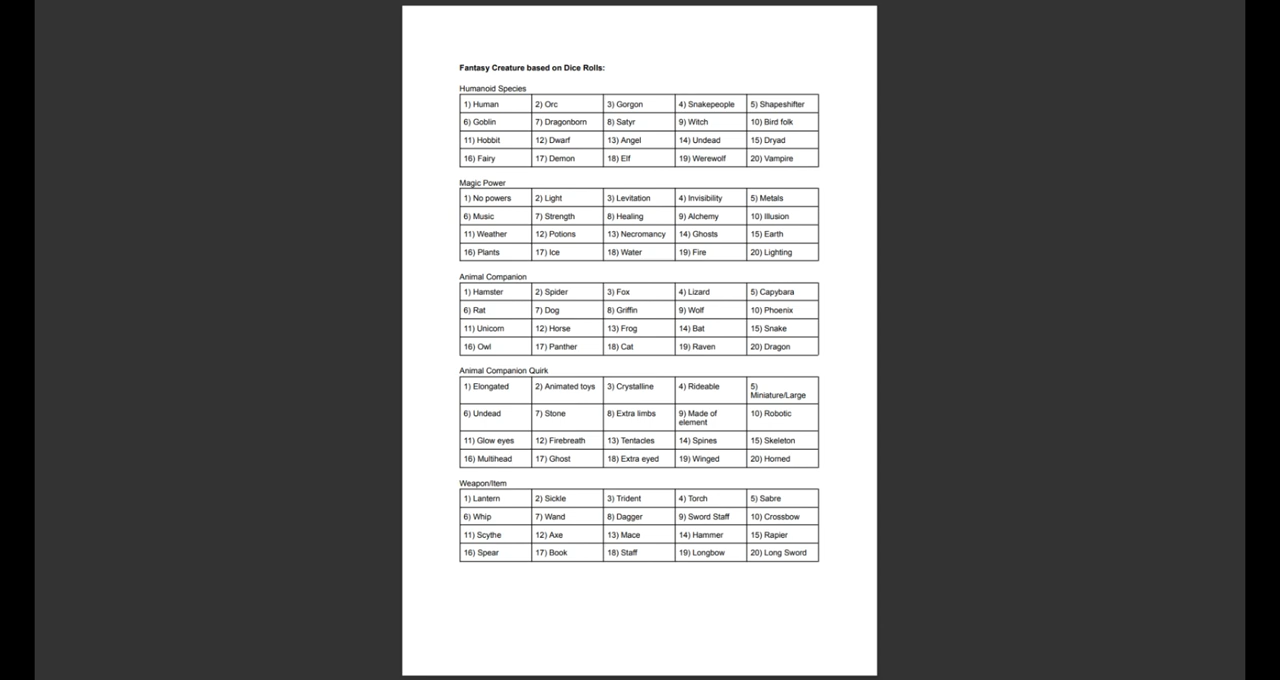 Fantasy Creature based on Dice Rolls:
Humanoid Species
1) Human 2) Orc 3) Gorgon 4) Snakepeople 5) Shapeshifter
6) Goblin 7) Dragonborn 8) Satyr 9) Witch 10) Bird folk
11) Hobbit 12) Dwarf 13) Angel 14) Undead 15) Dryad
16) Fairy 17) Demon 18) Elf 19) Werewolf 20) Vampire
Magic Power
1) No powers 2) Light 3) Levitation 4) Invisibility 5) Metals
6) Music 7) Strength 8) Healing 9) Alchemy 10) Illusion
11) Weather 12) Potions 13) Necromancy 14) Ghosts 15) Earth
16) Plants 17) Ice 18) Water 19) Fire 20) Lighting
Animal Companion
1) Hamster 2) Spider 3) Fox 4) Lizard 5) Capybara
6) Rat 7) Dog 8) Griffin 9) Wolf 10) Phoenix
11) Unicorn 12) Horse 13) Frog 14) Bat 15) Snake
16) Owl 17) Panther 18) Cat 19) Raven 20) Dragon
Animal Companion Quirk
1) Elongated 2) Animated toys 3) Crystalline 4) Rideable 5)
Miniature/Large
6) Undead 7) Stone 8) Extra limbs 9) Made of 10) Robotic
element
11) Glow eyes 12) Firebreath 13) Tentacles 14) Spines 15) Skeleton
16) Multihead 17) Ghost 18) Extra eyed 19) Winged 20) Horned
Weapon/Item
1) Lantern 2) Sickle 3) Trident 4) Torch 5) Sabre
6) Whip 7) Wand 8) Dagger 9) Sword Staff 10) Crossbow
11) Scythe 12) Axe 13) Mace 14) Hammer 15) Rapier
16) Spear 17) Book 18) Staff 19) Longbow 20) Long Sword